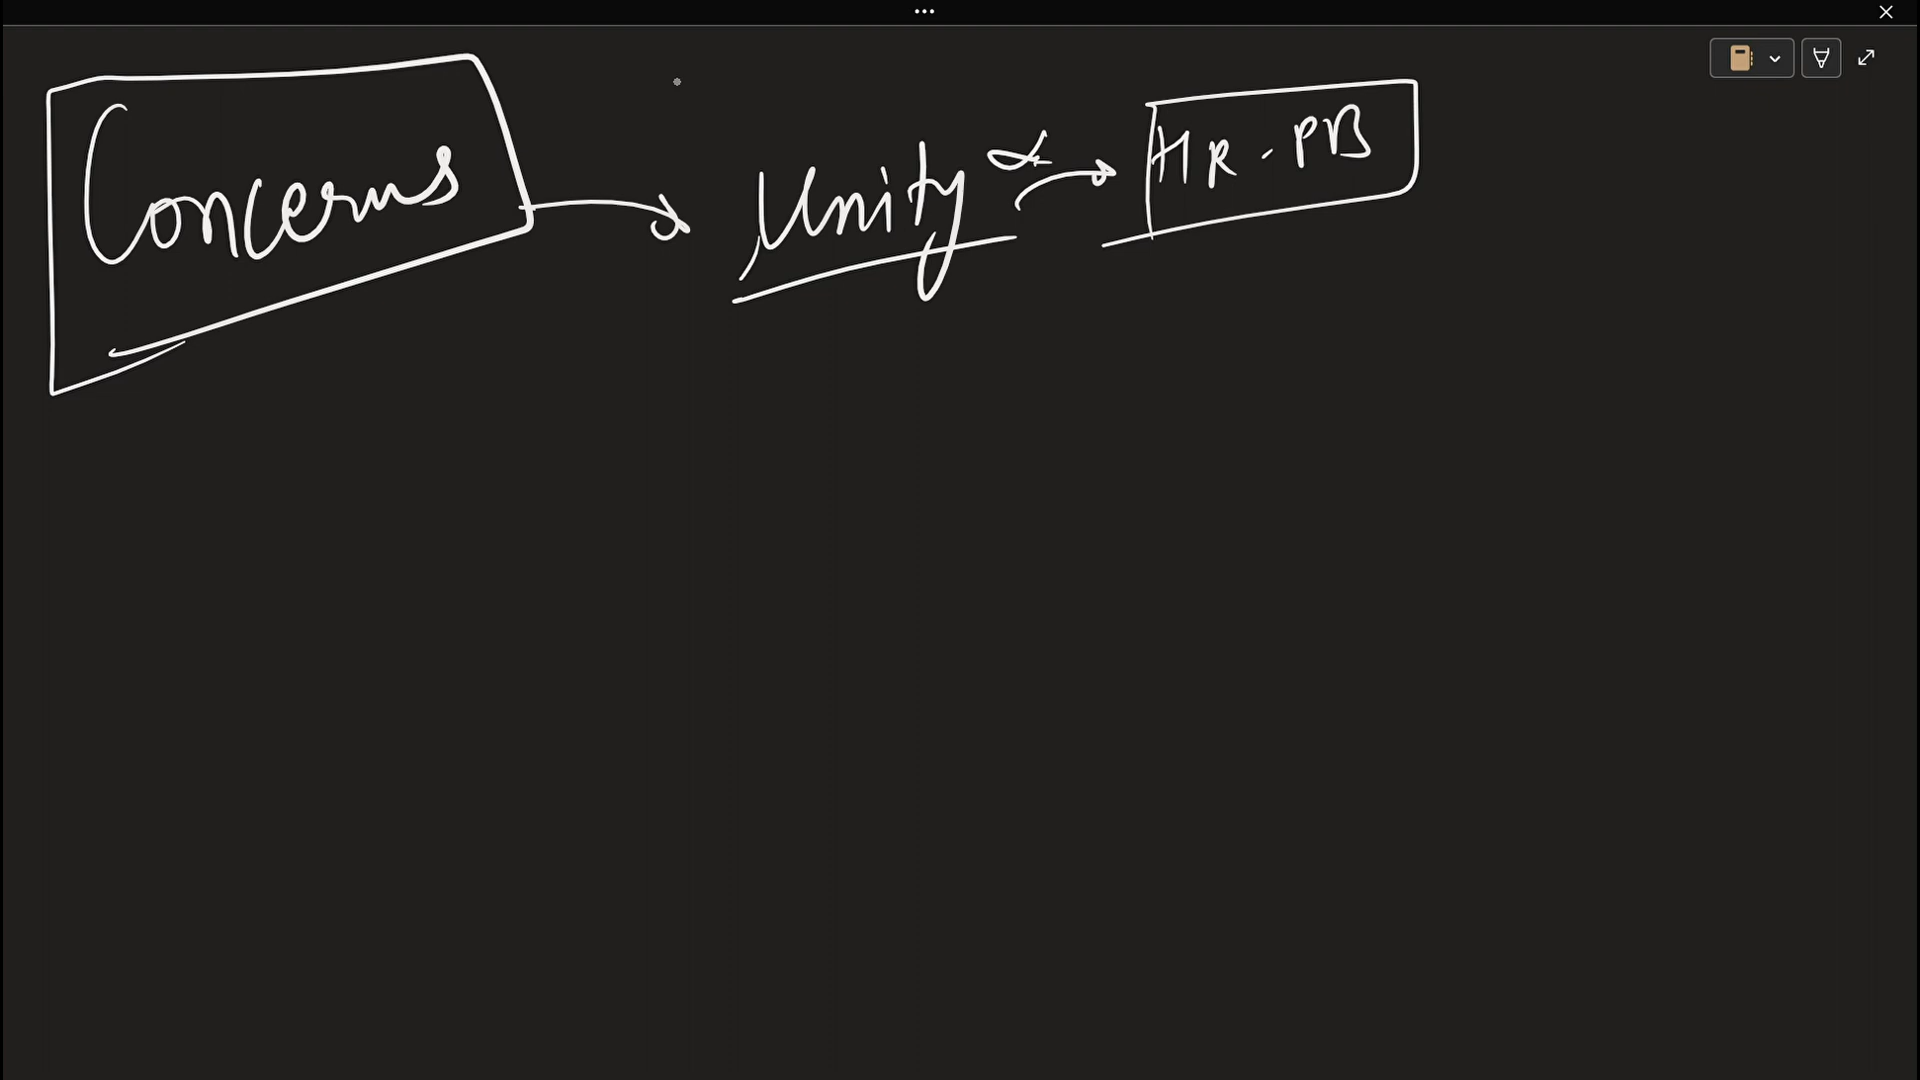 Concerns → Unity → HR - PB